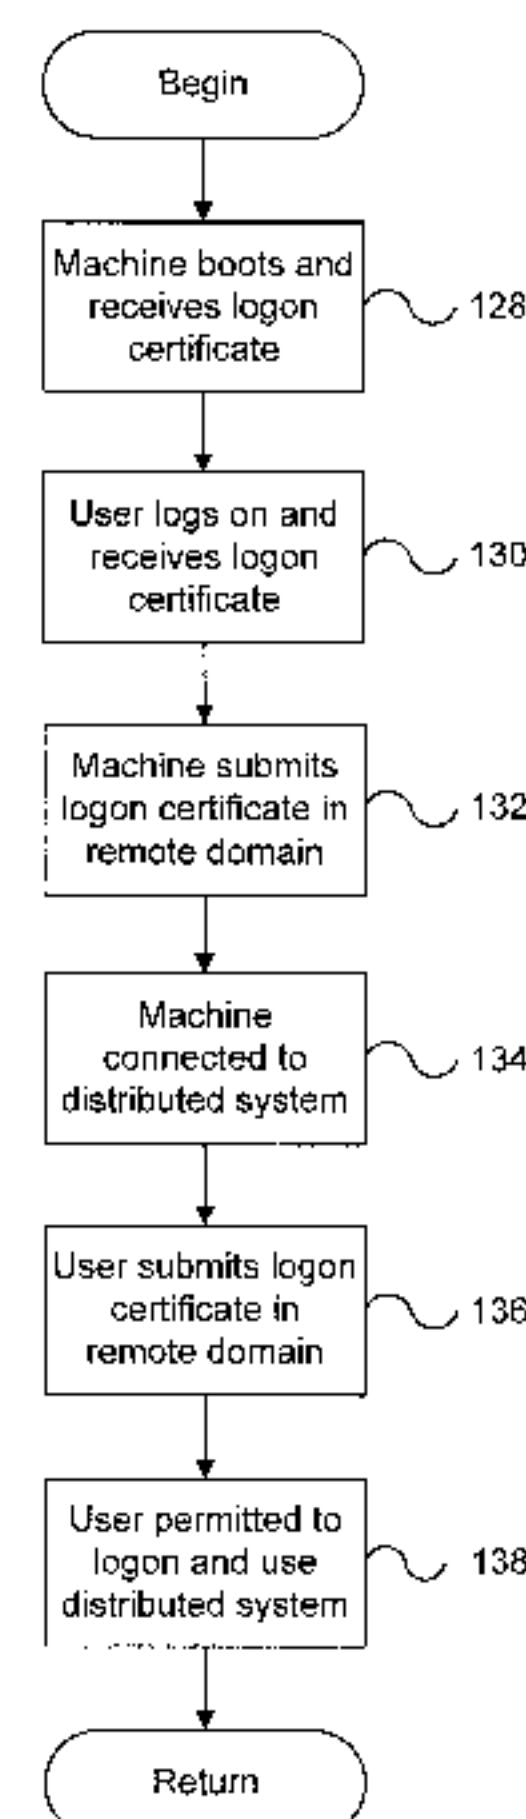 Begin
Machine boots and
receives logon
certificate
128
User logs on and
receives logon
certificate
130
Machine submits
logon certificate in
remote domain
132
Machine
connected to
distributed system
134
User submits logon
certificate in
remote domain
136
User permitted to
logon and use
distributed system
138
Return